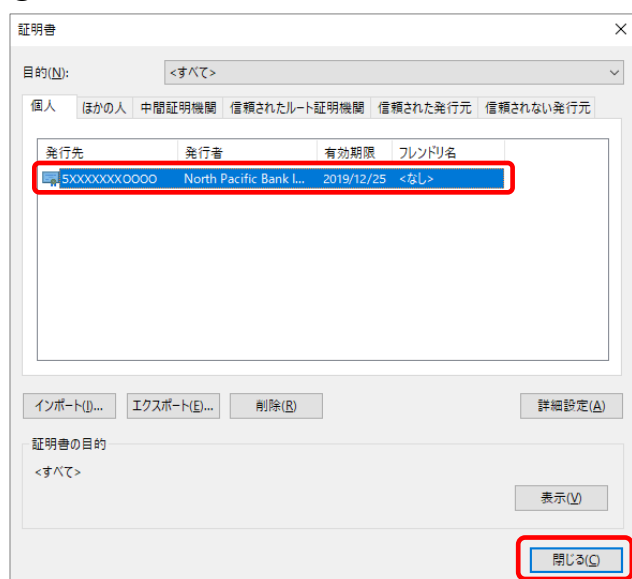 証明書
目的(N): <すべて>
個人 ほかの人 中間証明機関 信頼されたルート証明機関 信頼された発行元 信頼されない発行元
発行先 発行者 有効期限 フレンドリ名
5XXXXXXXOOOO North Pacific Bank I... 2019/12/25 <なし>
インポート(I)... エクスポート(E)... 削除(R) 詳細設定(A)
証明書の目的
<すべて>
表示(V)
閉じる(C)